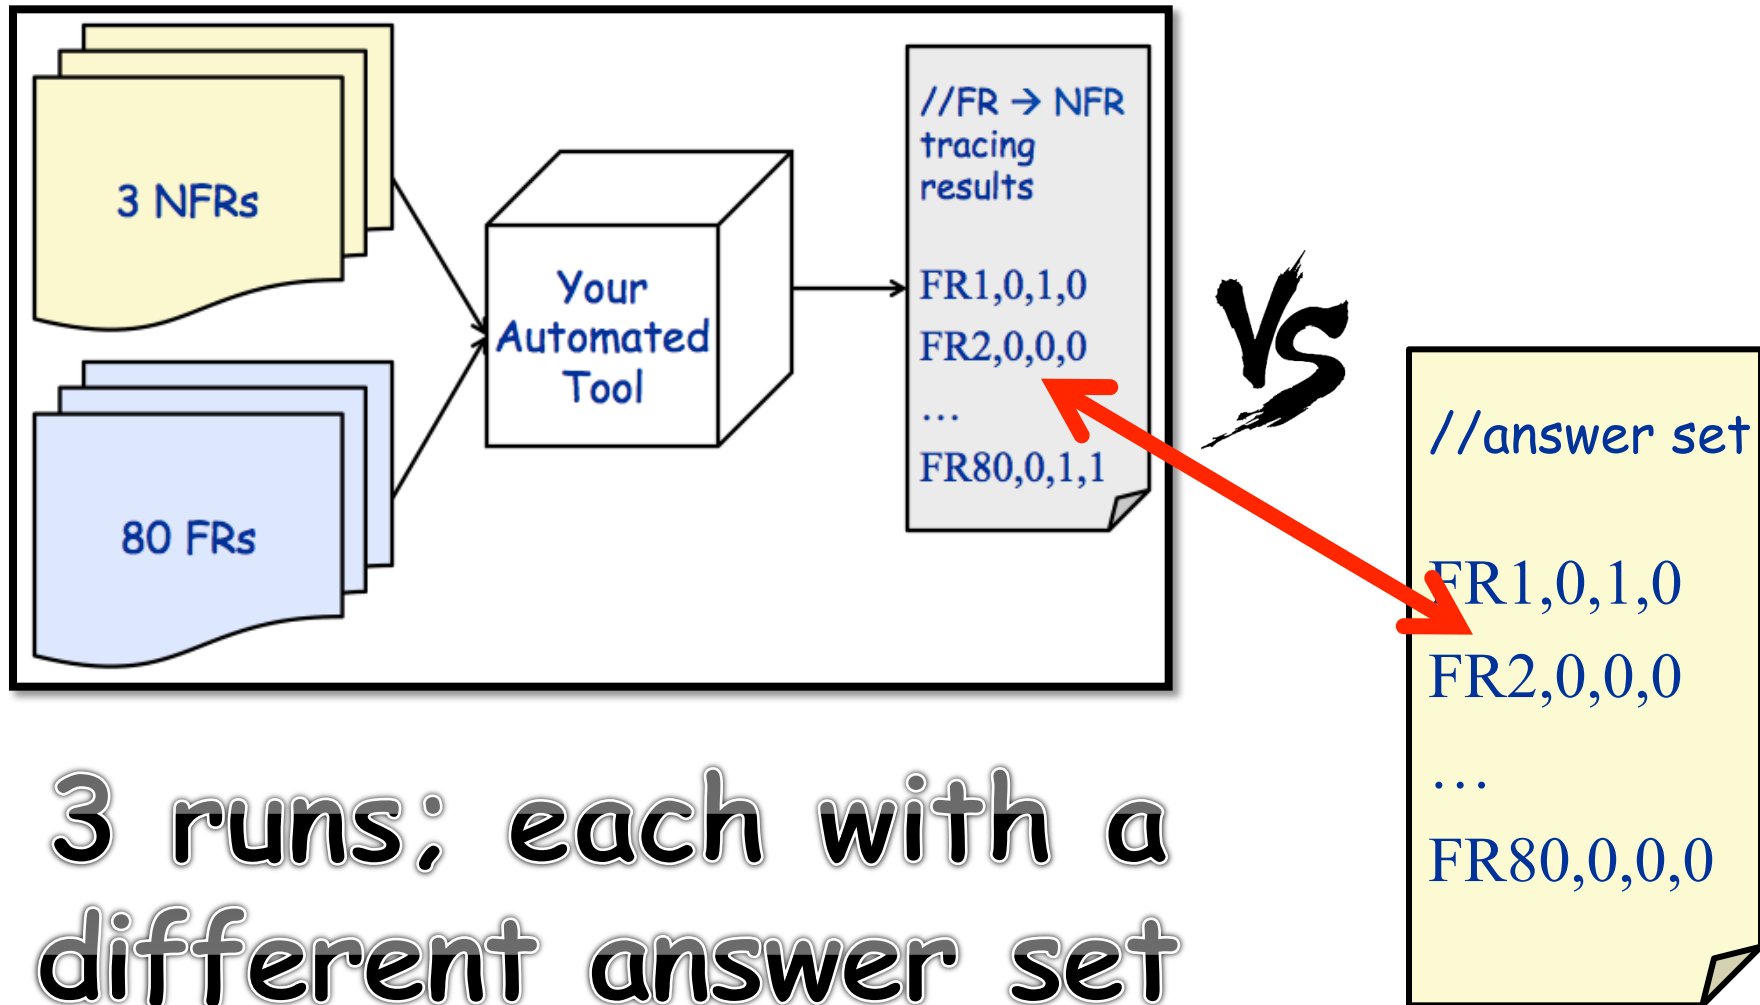 3 NFRs
80 FRs
Your
Automated
Tool
//FR → NFR
tracing
results
FR1,0,1,0
FR2,0,0,0
...
FR80,0,1,1
VS
//answer set
FR1,0,1,0
FR2,0,0,0
...
FR80,0,0,0
3 runs; each with a
different answer set